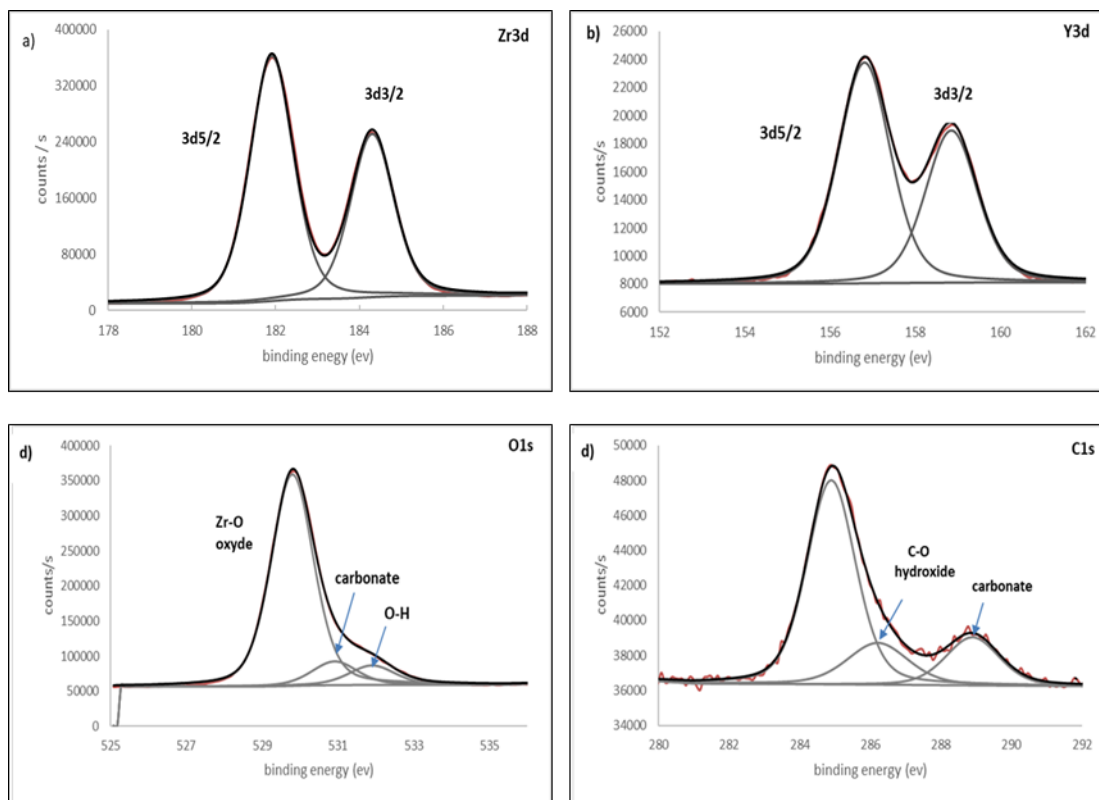 a)
Zr3d
400000
320000
240000
160000
80000
0
3d5/2
3d3/2
counts / s
178
180
182
184
186
188
binding enegy (ev)
b)
Y3d
26000
24000
22000
20000
18000
16000
14000
12000
10000
8000
6000
3d5/2
3d3/2
counts/s
152
154
156
158
160
162
binding energy (ev)
d)
O1s
400000
350000
300000
250000
200000
150000
100000
50000
0
Zr-O
oxyde
carbonate
O-H
counts/s
525
527
529
531
533
535
binding energy (ev)
d)
C1s
50000
48000
46000
44000
42000
40000
38000
36000
34000
C-O
hydroxide
carbonate
counts/s
280
282
284
286
288
290
292
binding energy (ev)